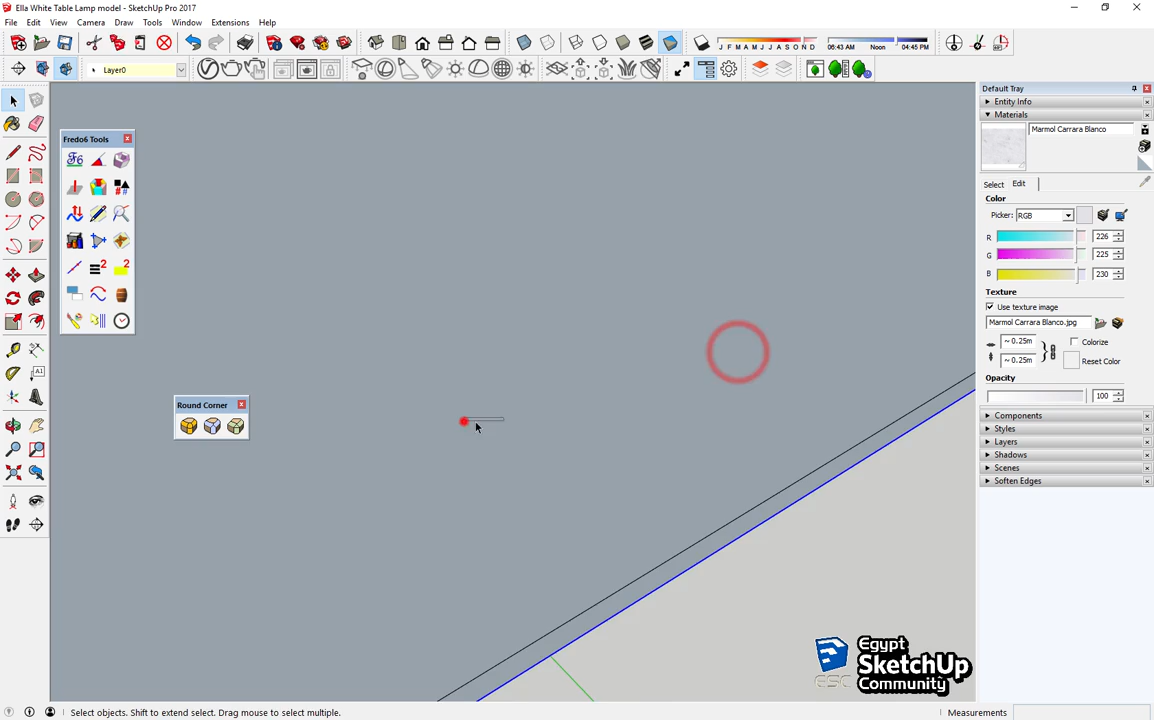 Ella White Table Lamp model - SketchUp Pro 2017
File Edit View Camera Draw Tools Window Extensions Help
J F M A M J J A S O N D
06:43 AM Noon 04:45 PM
Layer0
Default Tray
Entity Info
Materials
Marmol Carrara Blanco
Select Edit
Color
Picker: RGB
R 226
G 225
B 230
Texture
Use texture image
Marmol Carrara Blanco.jpg
~ 0.25m
Colorize
~ 0.25m
Reset Color
Opacity
100
Components
Styles
Layers
Shadows
Scenes
Soften Edges
Fredo6 Tools
Round Corner
Egypt
SketchUp
Community
ESC
Select objects. Shift to extend select. Drag mouse to select multiple.
Measurements